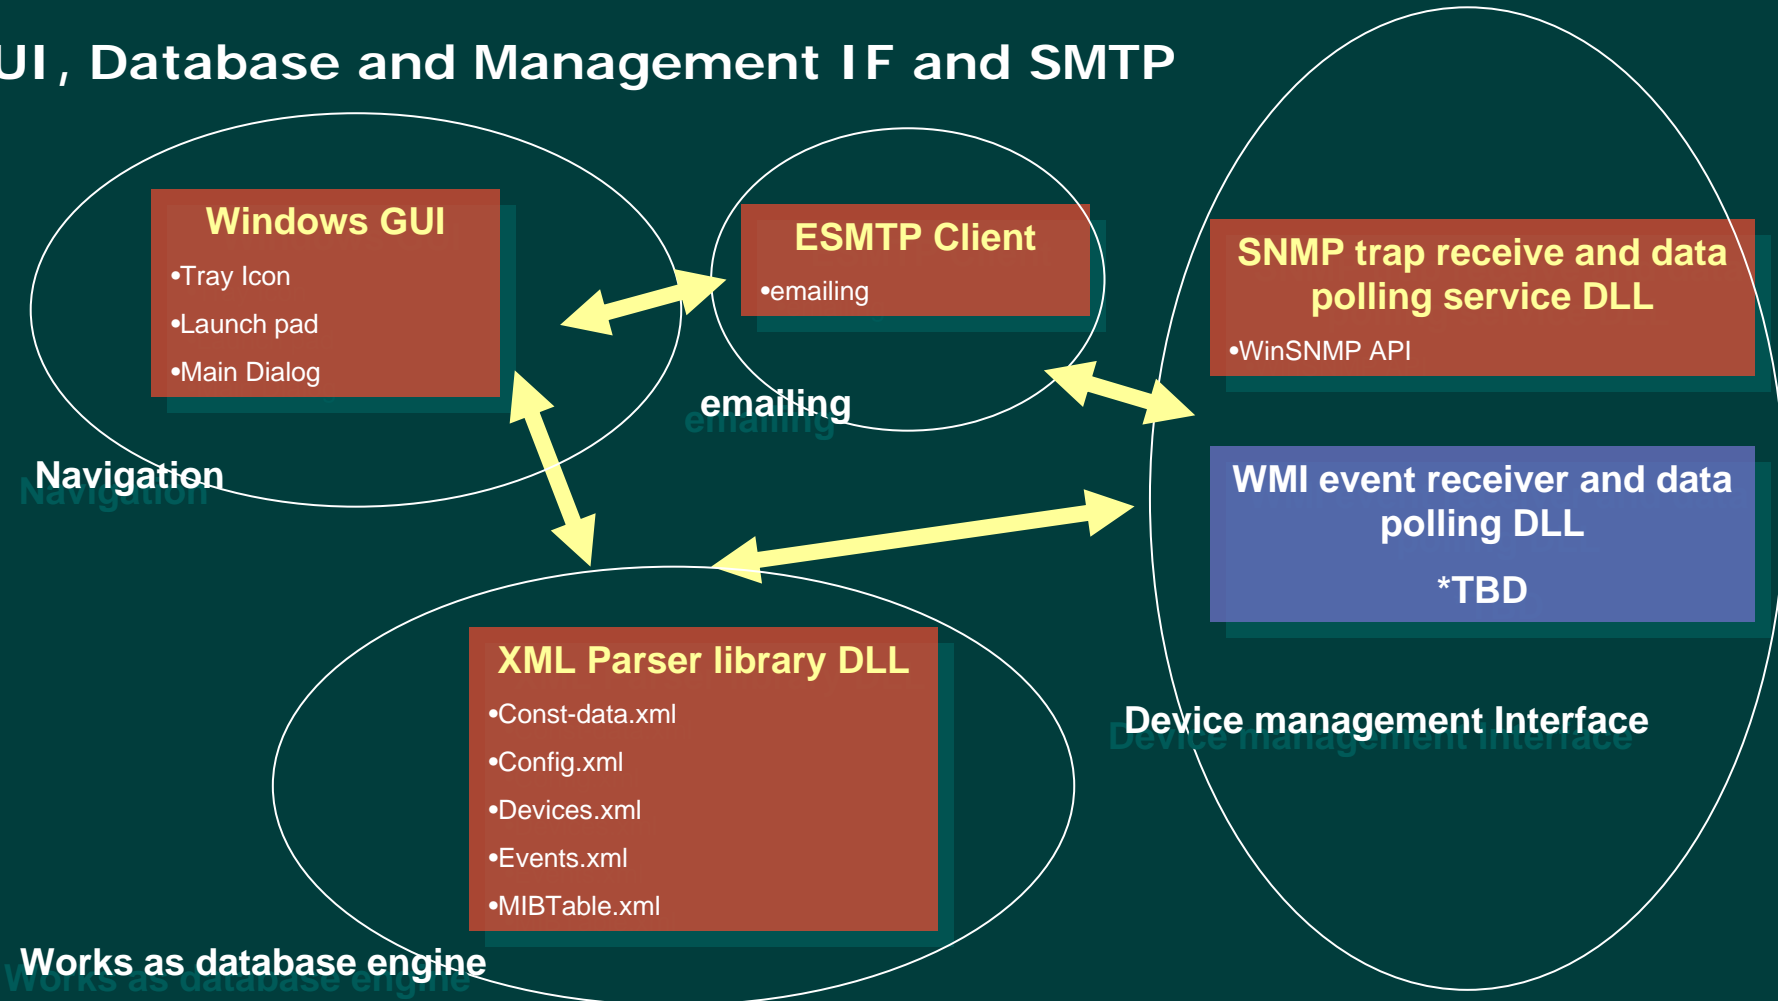 UI, Database and Management IF and SMTP
Windows GUI
•Tray Icon
•Launch pad
•Main Dialog
Navigation
ESMTP Client
•emailing
emailing
SNMP trap receive and data
polling service DLL
•WinSNMP API
WMI event receiver and data
polling DLL
*TBD
Device management Interface
XML Parser library DLL
•Const-data.xml
•Config.xml
•Devices.xml
•Events.xml
•MIBTable.xml
Works as database engine